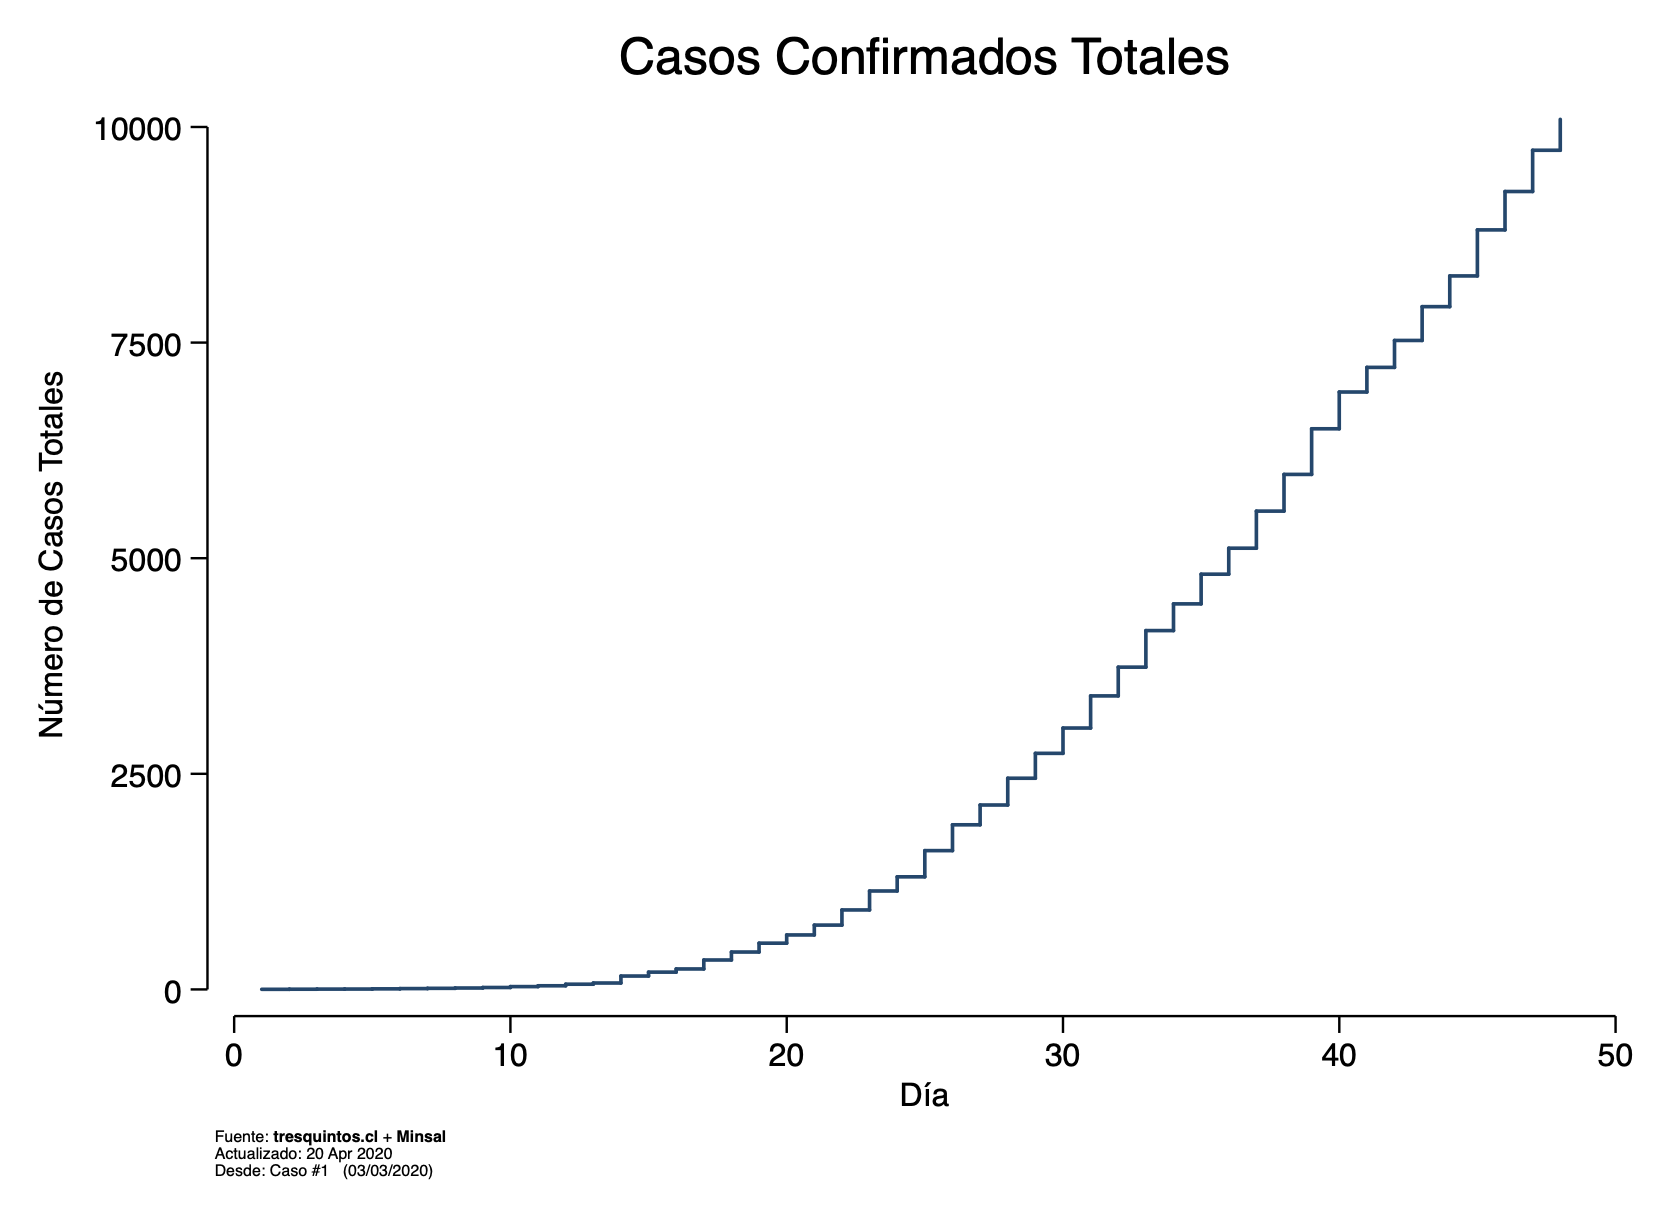 Casos Confirmados Totales
10000
7500
5000
2500
0
Número de Casos Totales
0 10 20 30 40 50
Día
Fuente: tresquintos.cl + Minsal
Actualizado: 20 Apr 2020
Desde: Caso #1 (03/03/2020)